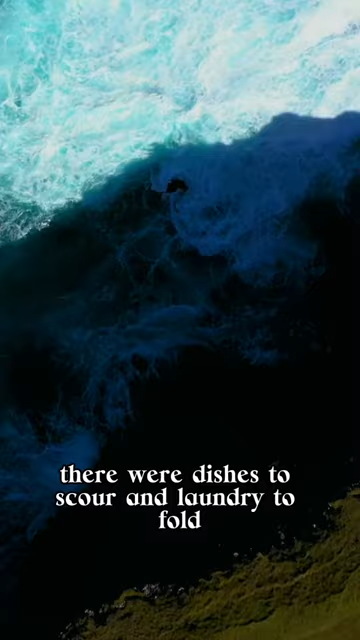 there were dishes to
scour and laundry to
fold